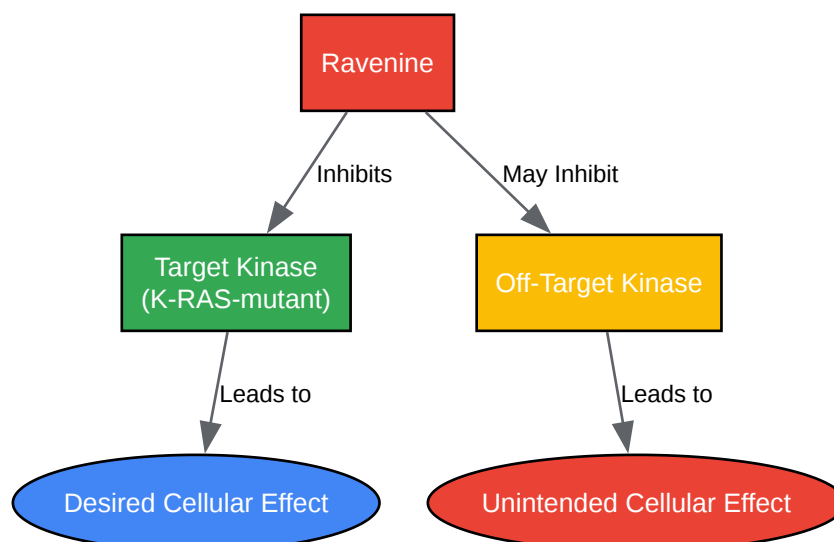 Ravenine
Inhibits
May Inhibit
Target Kinase
(K-RAS-mutant)
Off-Target Kinase
Leads to
Leads to
Desired Cellular Effect
Unintended Cellular Effect